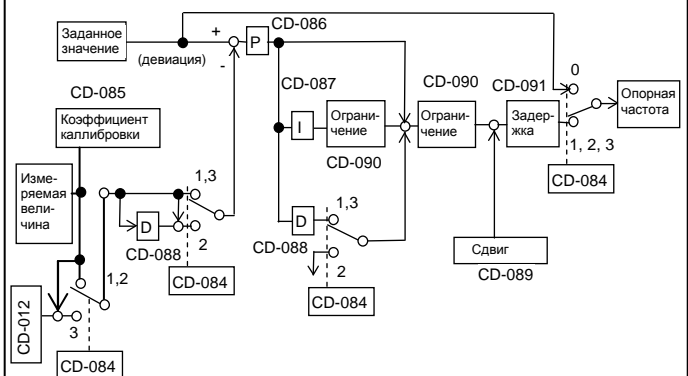 Заданное
значение
(девиация)
+
-
P
CD-086
CD-085
Коэффициент
каллибровки
CD-087
I
Ограни-
чение
CD-090
CD-090
Ограни-
чение
CD-091
Задер-
жка
0
1, 2, 3
CD-084
Опорная
частота
Изме-
ряемая
вели-
чина
D
CD-088
1,3
2
CD-084
D
CD-088
1,3
2
CD-084
Сдвиг
CD-089
CD-012
1,2
3
CD-084